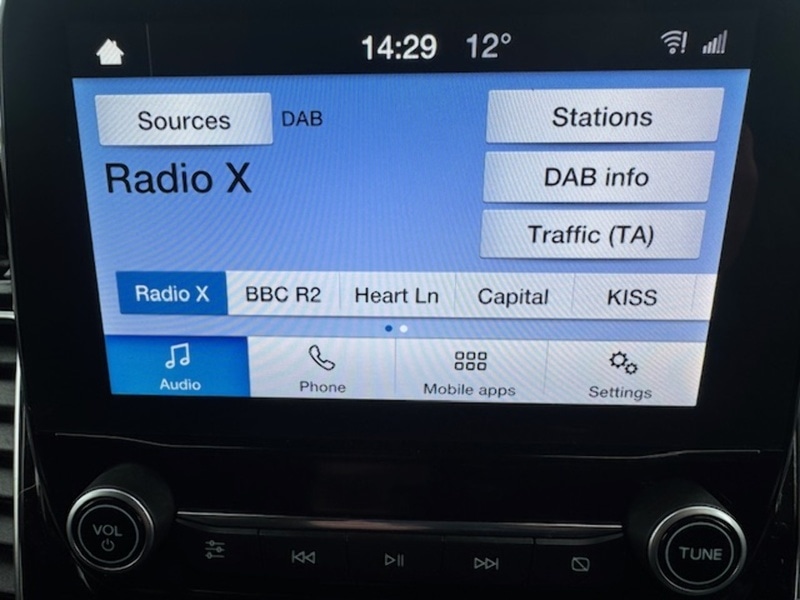 14:29 12°
Sources DAB Stations
Radio X DAB info
Traffic (TA)
Radio X BBC R2 Heart Ln Capital KISS
Audio Phone Mobile apps Settings
VOL TUNE